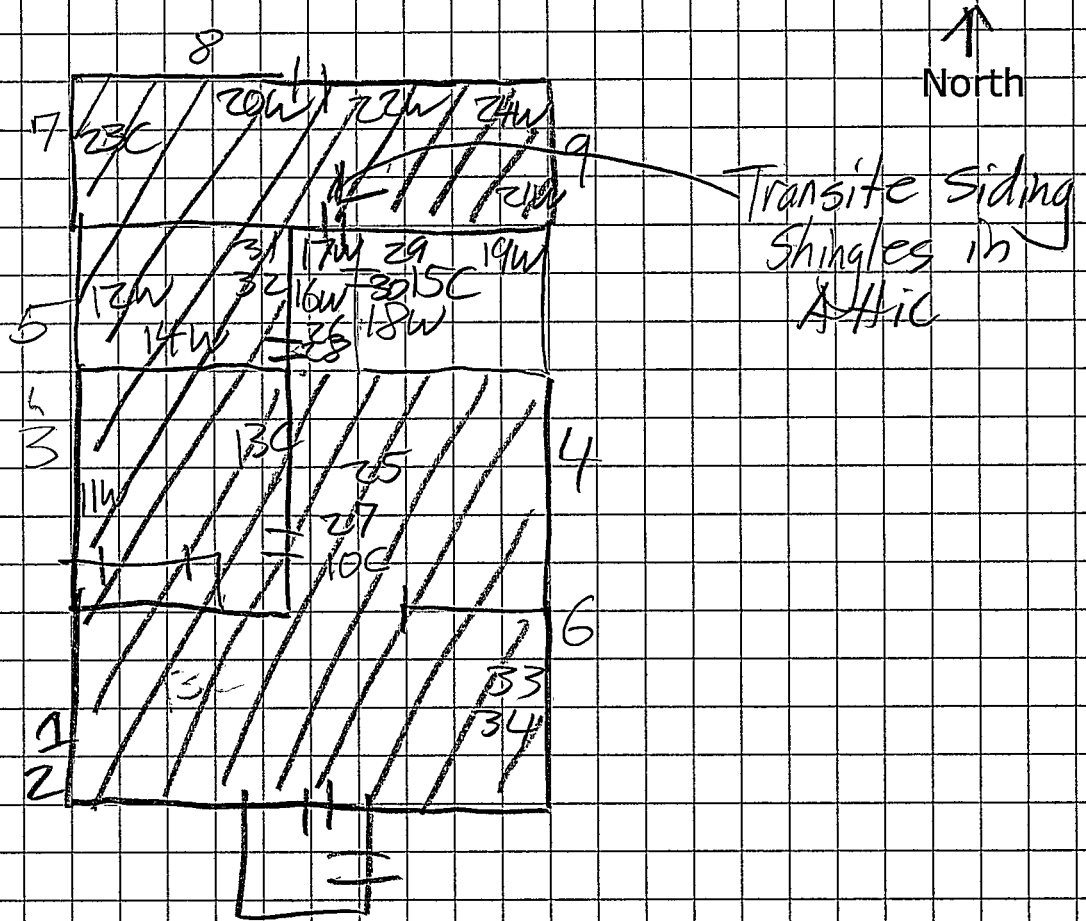 8
North
7 23C 20W 22W 24W 9
21W
Transite Siding
Shingles in
Attic
31 17W 29 19W
5 12W 32 16W 30 15C
14W 26 18W
28
3 13C 25 4
11W
27
10C
6
33
1 34
2